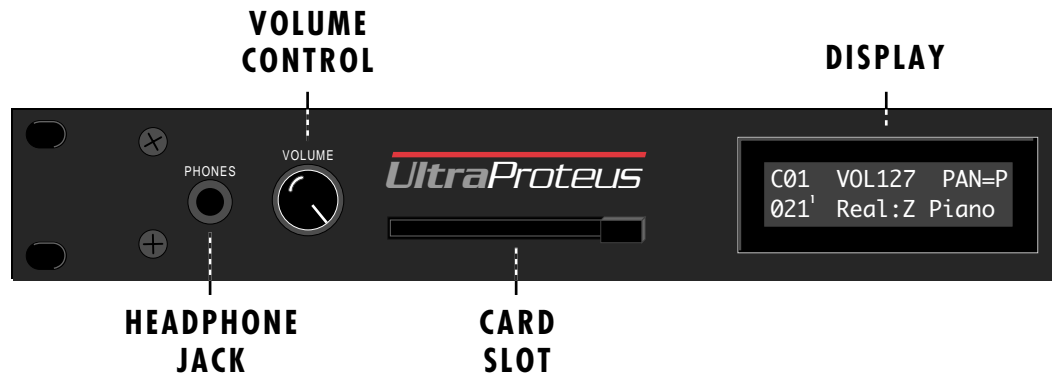 VOLUME
CONTROL
DISPLAY
PHONES
VOLUME
UltraProteus
C01 VOL127 PAN=P
021¹ Real:Z Piano
HEADPHONE
JACK
CARD
SLOT